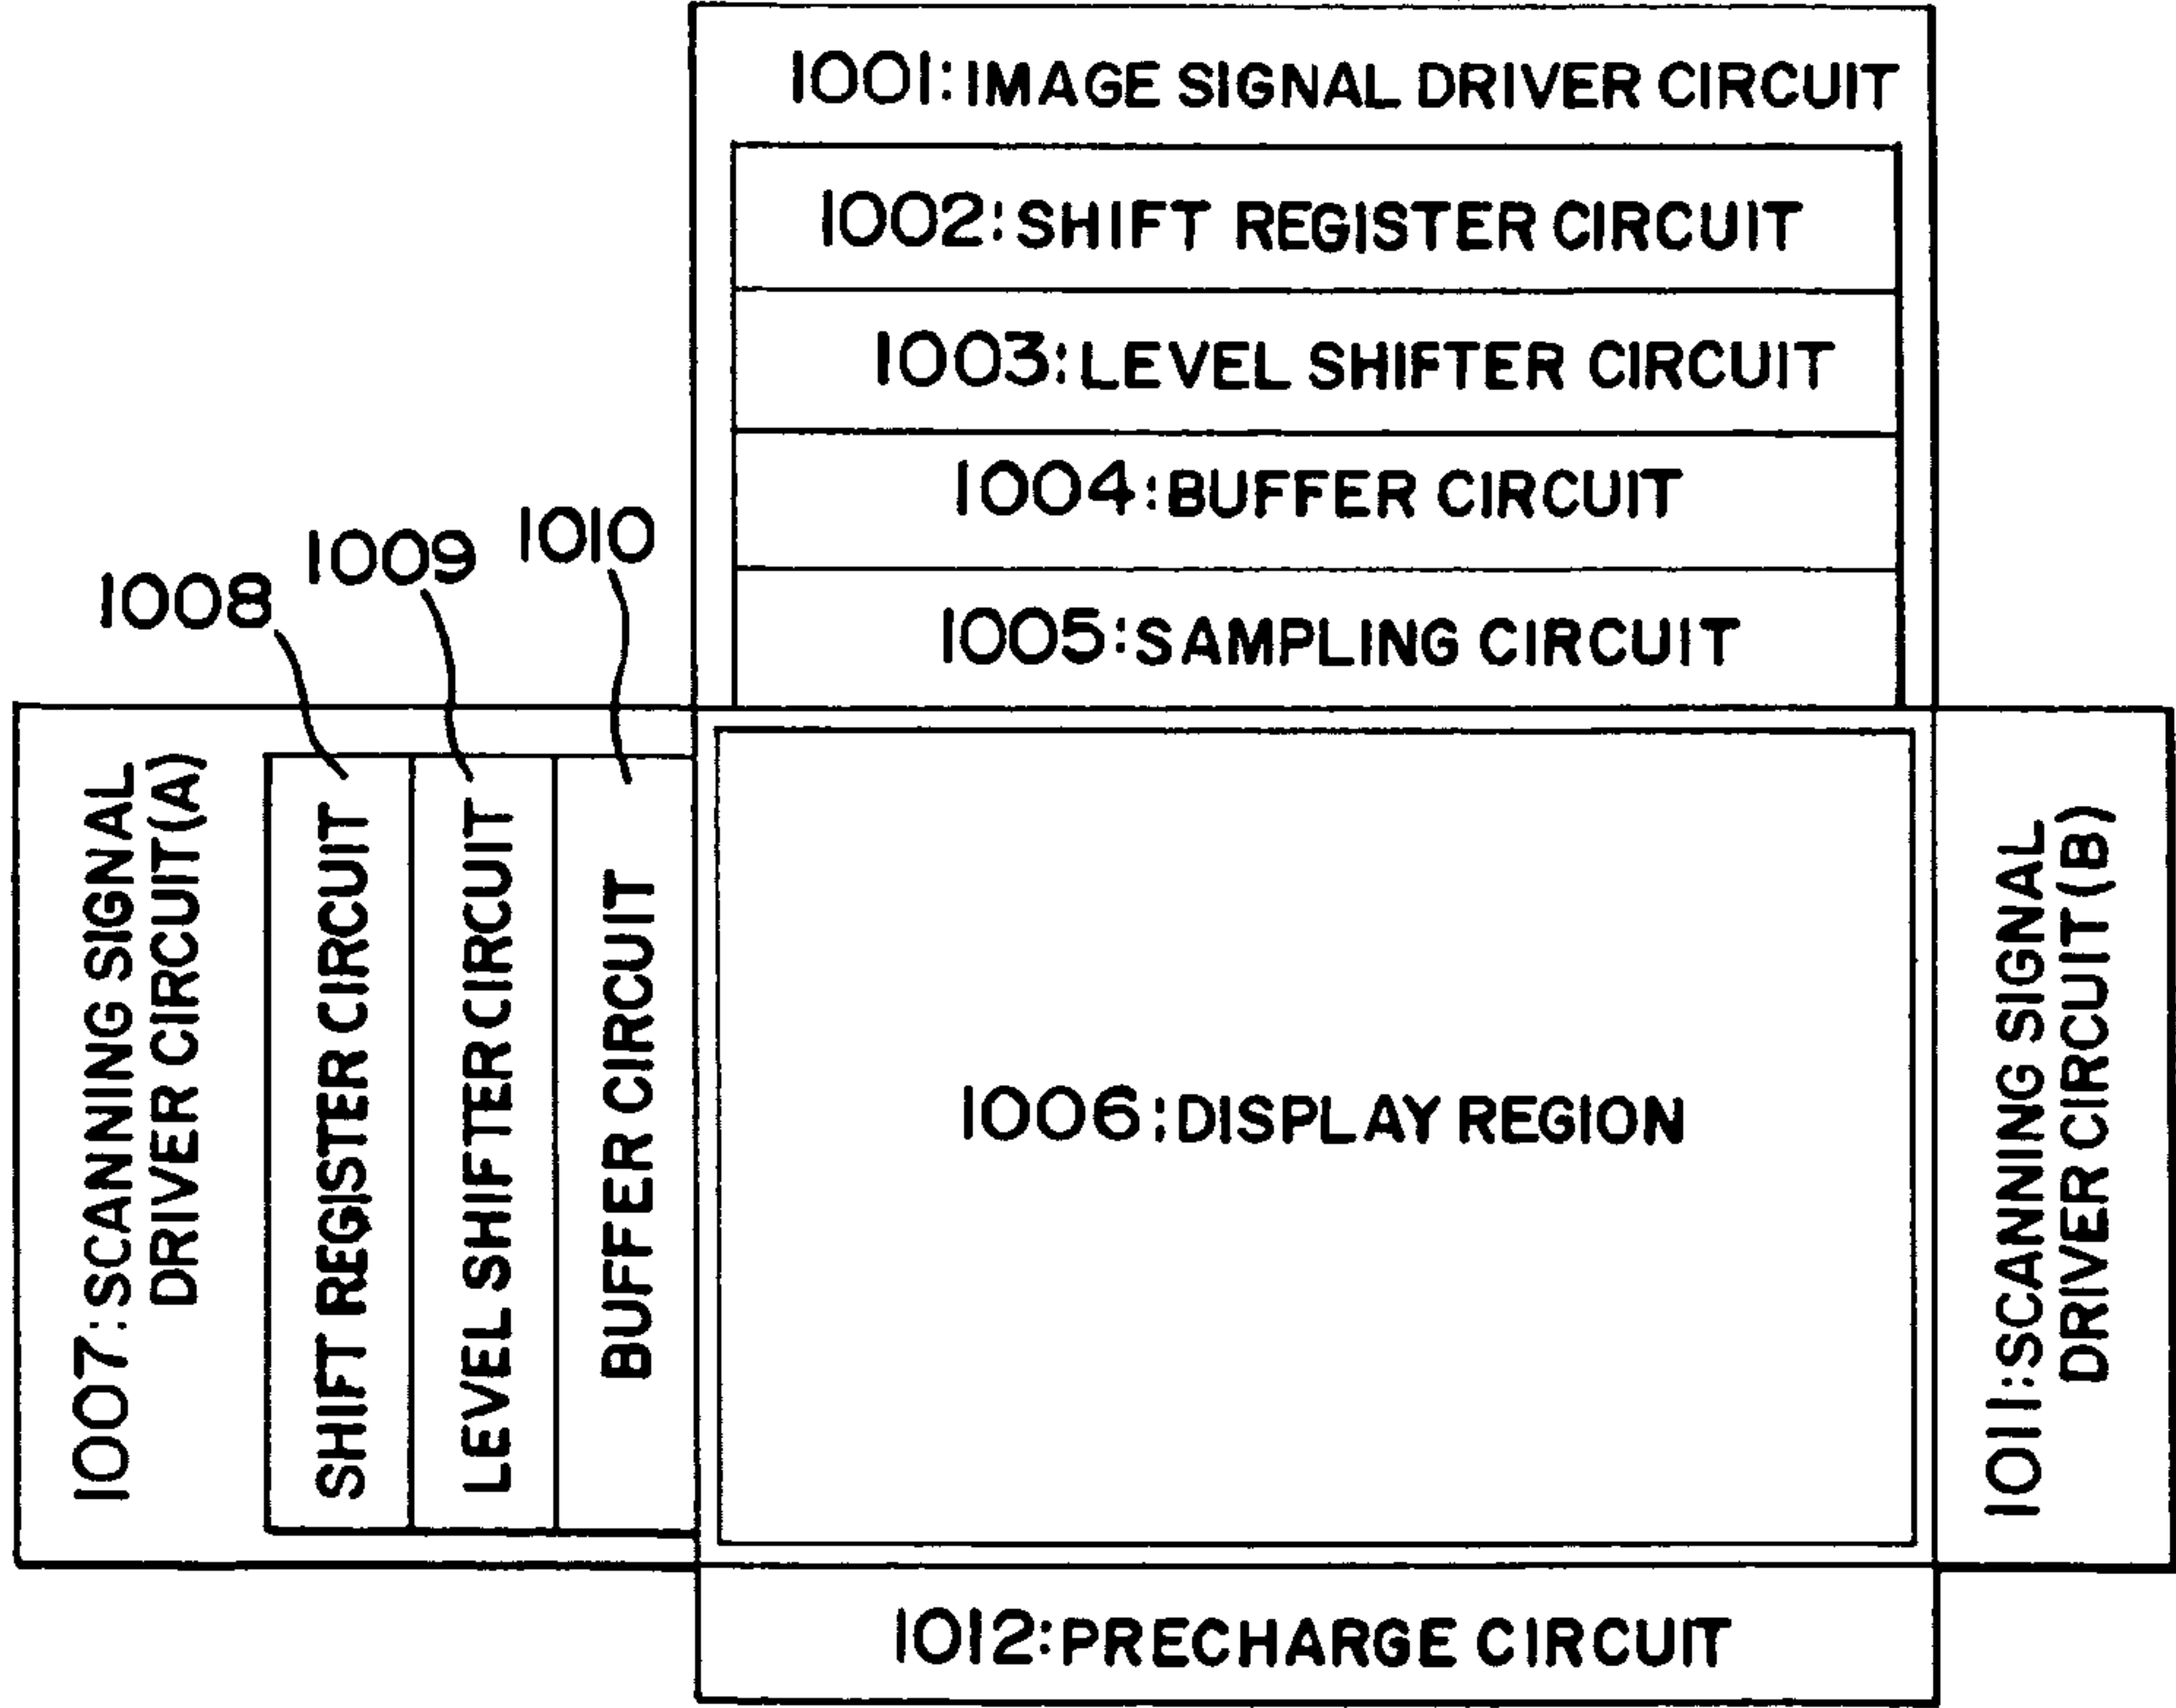 1001:IMAGE SIGNAL DRIVER CIRCUIT
1002:SHIFT REGISTER CIRCUIT
1003:LEVEL SHIFTER CIRCUIT
1004:BUFFER CIRCUIT
1005:SAMPLING CIRCUIT
1008
1009
1010
1007:SCANNING SIGNAL
DRIVER CIRCUIT(A)
SHIFT REGISTER CIRCUIT
LEVEL SHIFTER CIRCUIT
BUFFER CIRCUIT
1006:DISPLAY REGION
1011:SCANNING SIGNAL
DRIVER CIRCUIT(B)
1012:PRECHARGE CIRCUIT